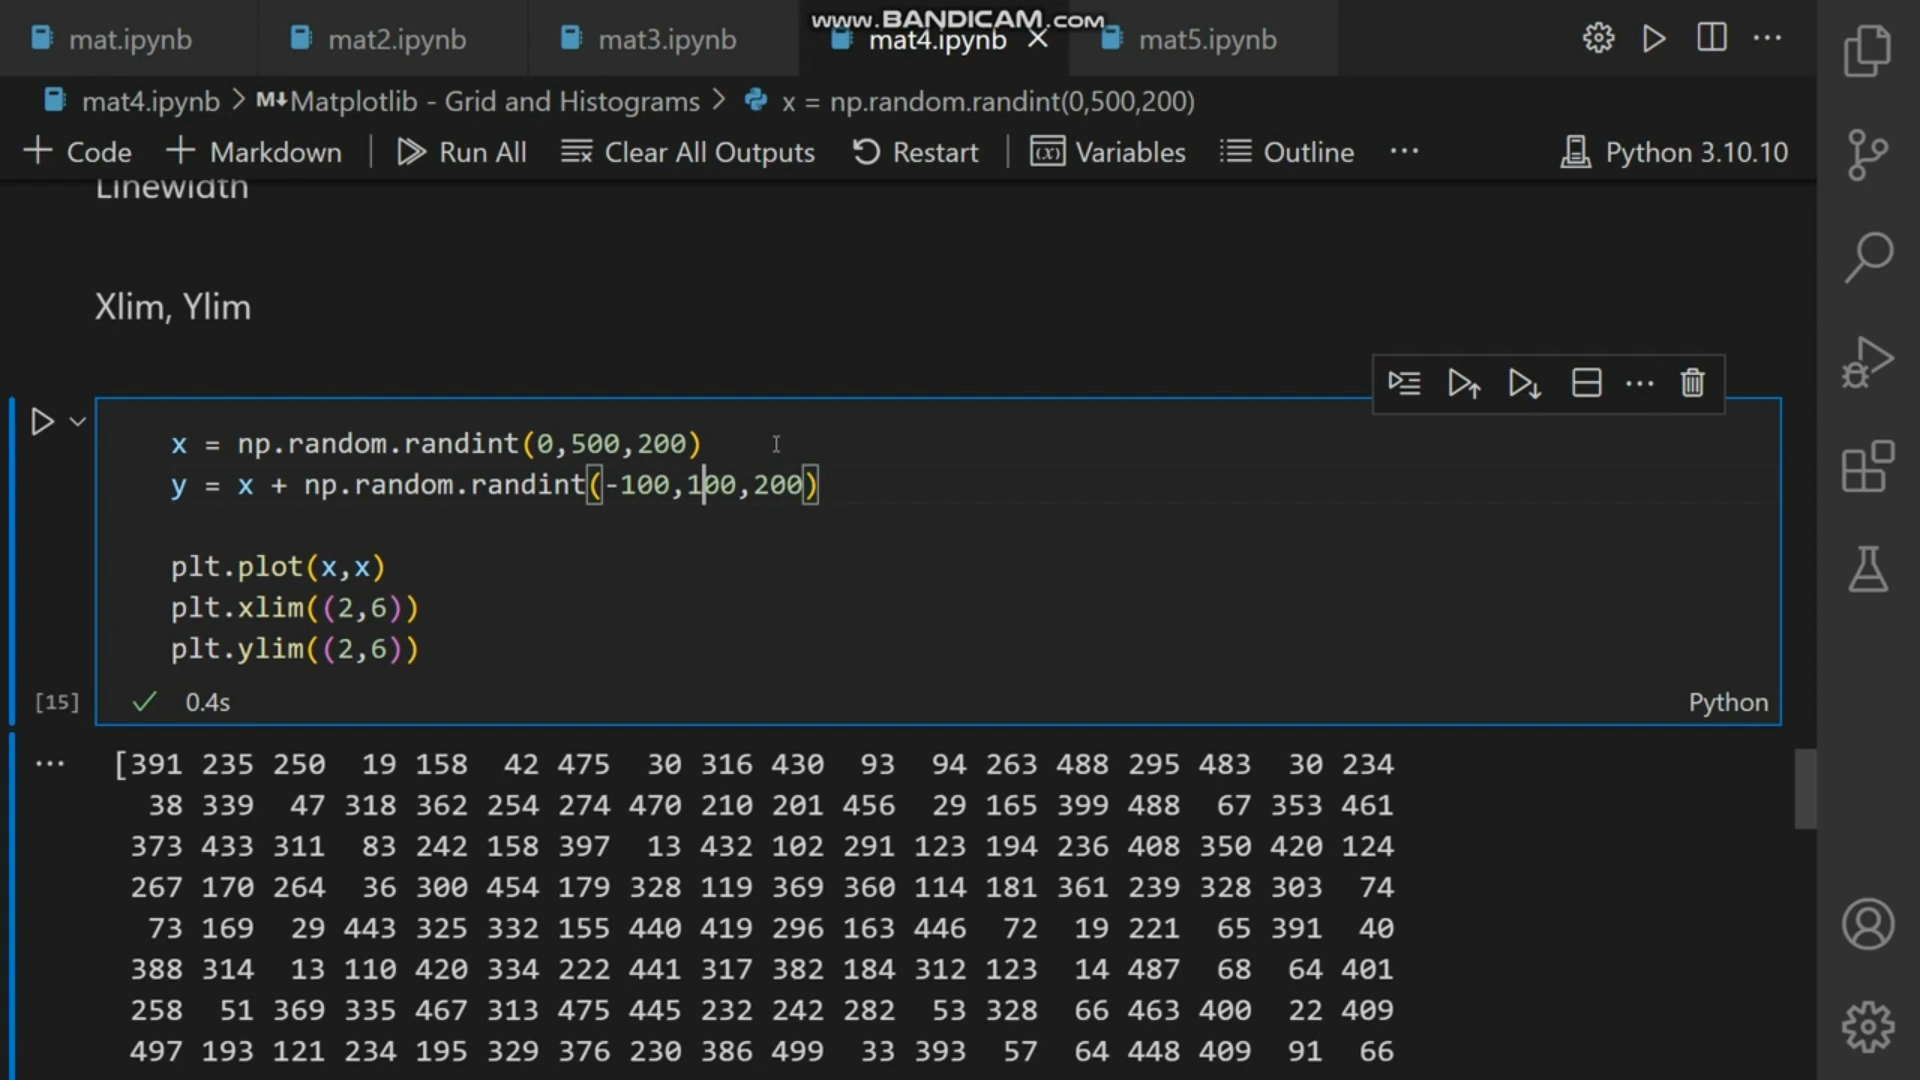 www.BANDICAM.com
mat.ipynb mat2.ipynb mat3.ipynb mat4.ipynb mat5.ipynb
mat4.ipynb > M↓Matplotlib - Grid and Histograms > x = np.random.randint(0,500,200)
+ Code + Markdown | Run All Clear All Outputs Restart | (x) Variables Outline ··· Python 3.10.10
Linewidth
Xlim, Ylim
x = np.random.randint(0,500,200)
y = x + np.random.randint(-100,100,200)
plt.plot(x,x)
plt.xlim((2,6))
plt.ylim((2,6))
[15] ✓ 0.4s Python
··· [391 235 250 19 158 42 475 30 316 430 93 94 263 488 295 483 30 234
38 339 47 318 362 254 274 470 210 201 456 29 165 399 488 67 353 461
373 433 311 83 242 158 397 13 432 102 291 123 194 236 408 350 420 124
267 170 264 36 300 454 179 328 119 369 360 114 181 361 239 328 303 74
73 169 29 443 325 332 155 440 419 296 163 446 72 19 221 65 391 40
388 314 13 110 420 334 222 441 317 382 184 312 123 14 487 68 64 401
258 51 369 335 467 313 475 445 232 242 282 53 328 66 463 400 22 409
497 193 121 234 195 329 376 230 386 499 33 393 57 64 448 409 91 66